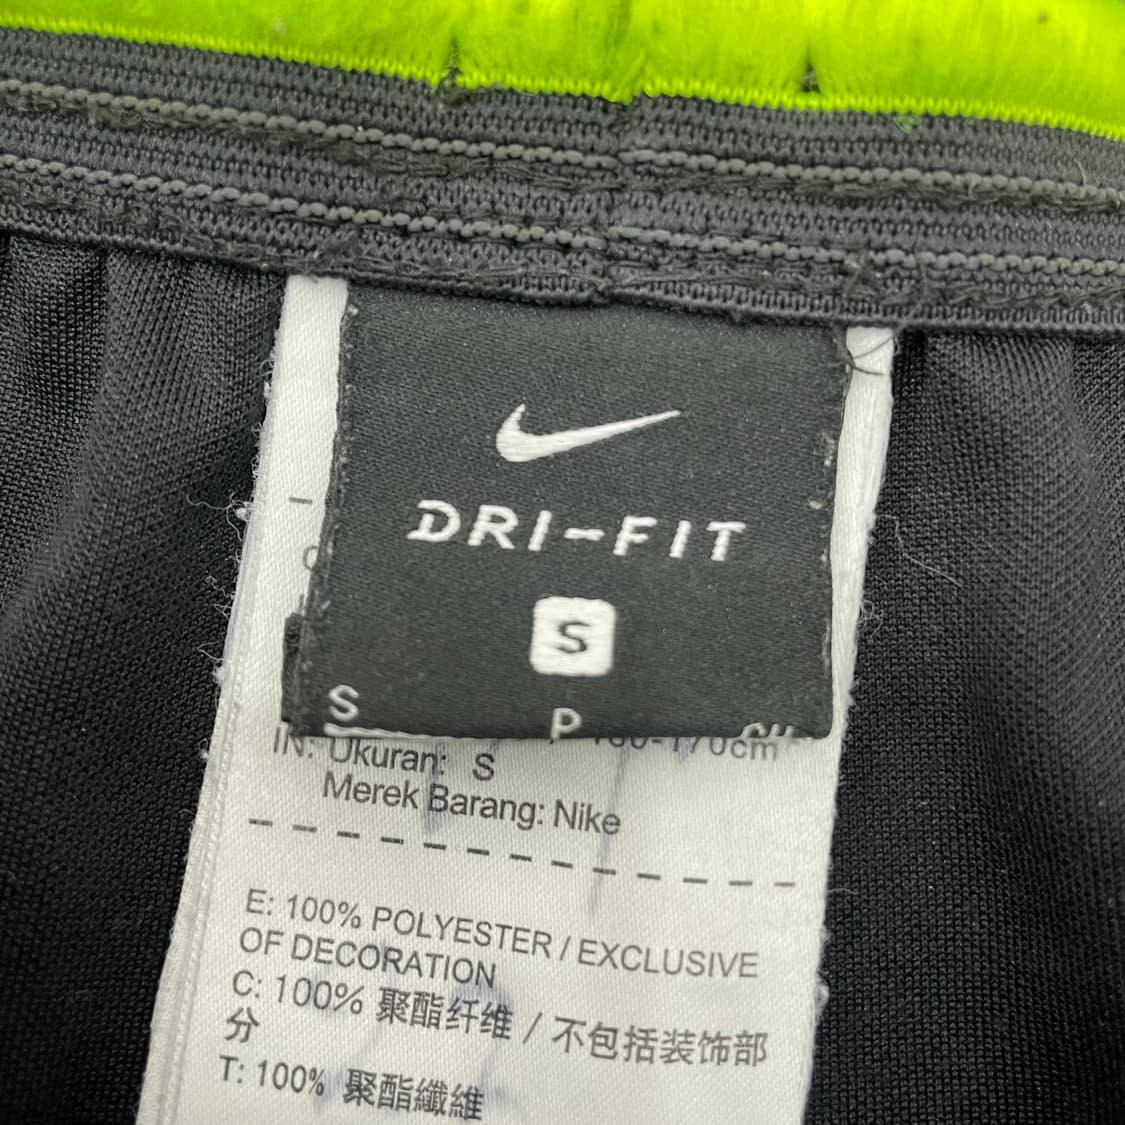 DRI-FIT
S
S P
IN: Ukuran: S
Merek Barang: Nike
E: 100% POLYESTER / EXCLUSIVE
OF DECORATION
C: 100% 聚酯纤维 / 不包括装饰部
分
T: 100% 聚酯纖維